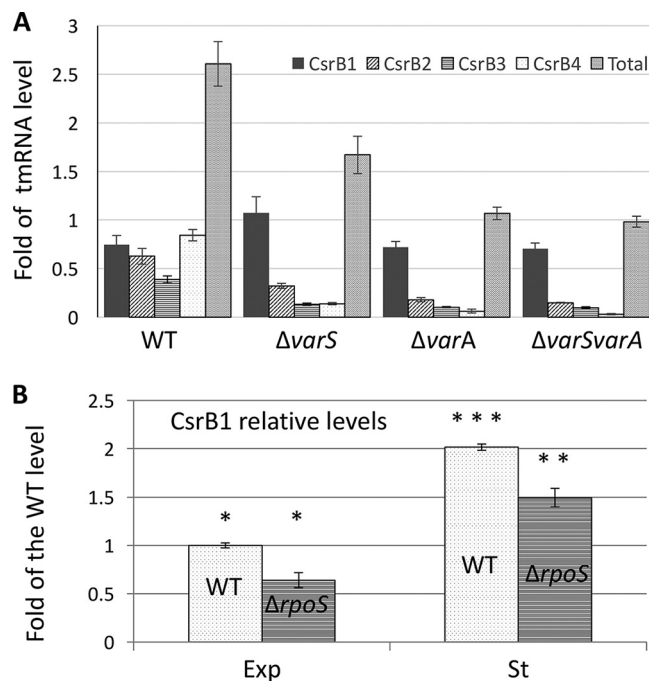 A
Fold of tmRNA level
3
2.5
2
1.5
1
0.5
0
CsrB1 CsrB2 CsrB3 CsrB4 Total
WT ΔvarS ΔvarA ΔvarSvarA
B
Fold of the WT level
2.5
2
1.5
1
0.5
0
CsrB1 relative levels
* * * * * * *
WT ΔrpoS WT ΔrpoS
Exp St